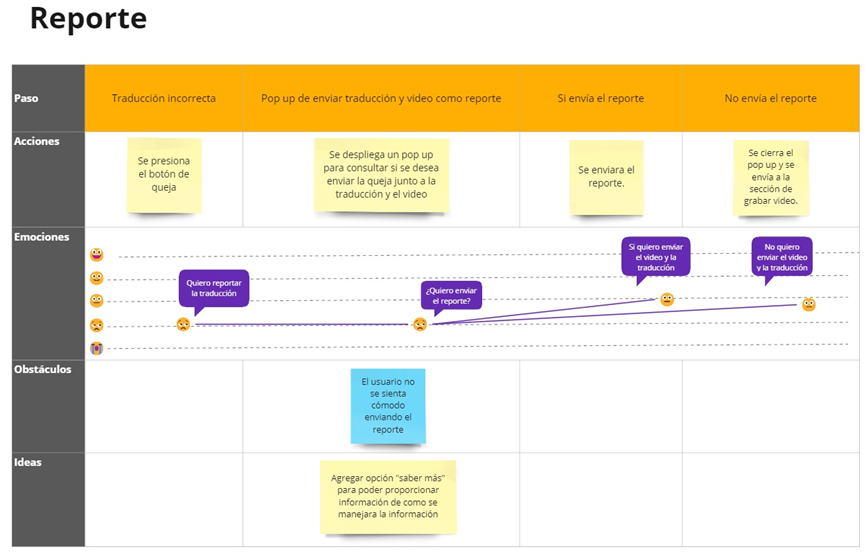 Reporte
Paso
Traducción incorrecta
Pop up de enviar traducción y video como reporte
Si envía el reporte
No envía el reporte
Acciones
Se presiona
el botón de
queja
Se despliega un pop up
para consultar si se desea
enviar la queja junto a la
traducción y el video
Se enviara el
reporte.
Se cierra el
pop up y se
envía a la
sección de
grabar video.
Emociones
Quiero reportar
la traducción
¿Quiero enviar
el reporte?
Si quiero enviar
el video y la
traducción
No quiero
enviar el video
y la traducción
Obstáculos
El usuario no
se sienta
cómodo
enviando el
reporte
Ideas
Agregar opción "saber más"
para poder proporcionar
información de como se
manejara la información